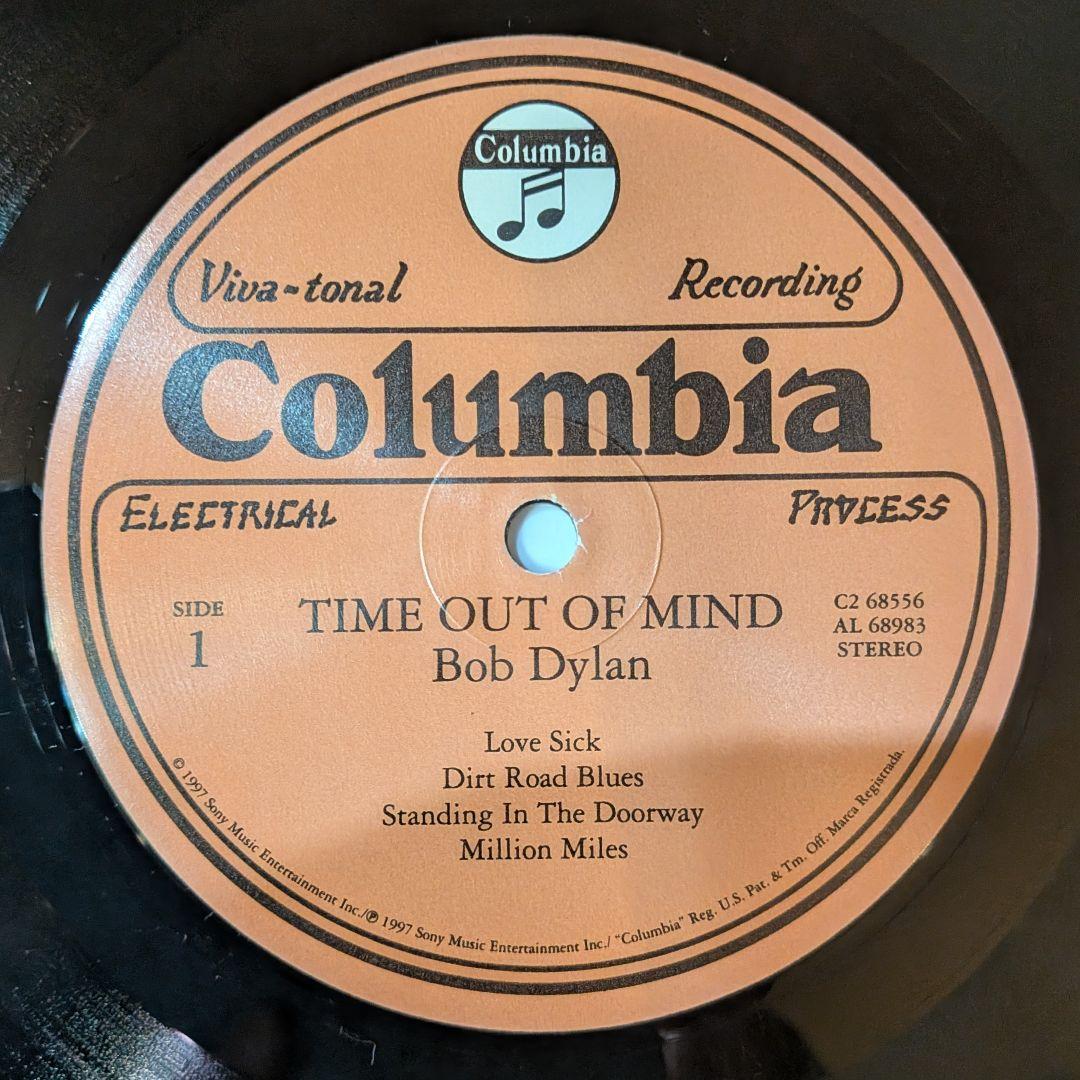 Columbia
Viva-tonal Recording
Columbia
ELECTRICAL PROCESS
SIDE
1
TIME OUT OF MIND
Bob Dylan
C2 68556
AL 68983
STEREO
Love Sick
Dirt Road Blues
Standing In The Doorway
Million Miles
© 1997 Sony Music Entertainment Inc./℗ 1997 Sony Music Entertainment Inc./ "Columbia" Reg. U.S. Pat. & Tm. Off. Marca Registrada.